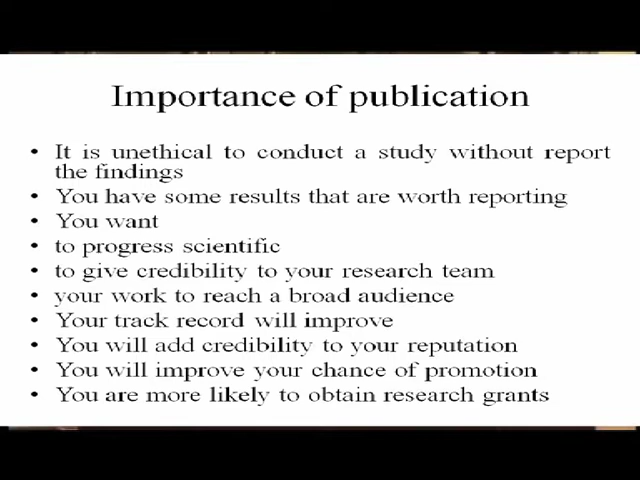 Importance of publication
• It is unethical to conduct a study without report
the findings
• You have some results that are worth reporting
• You want
• to progress scientific
• to give credibility to your research team
• your work to reach a broad audience
• Your track record will improve
• You will add credibility to your reputation
• You will improve your chance of promotion
• You are more likely to obtain research grants